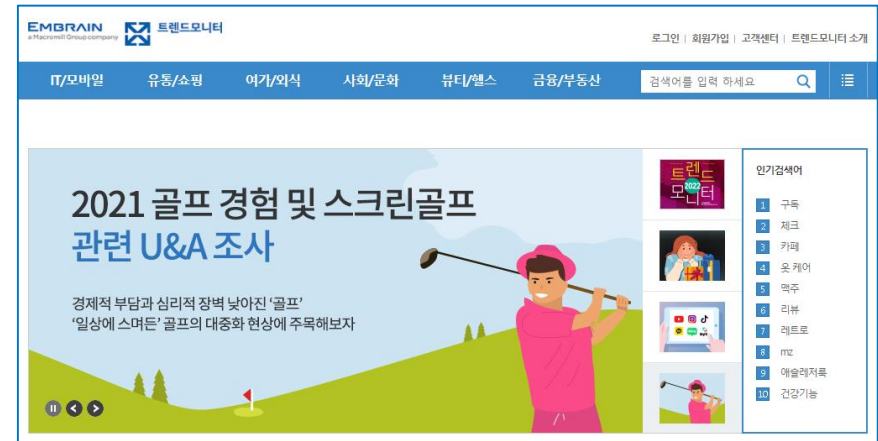 EMBRAIN
a Macromill Group company
트렌드모니터
로그인 | 회원가입 | 고객센터 | 트렌드모니터 소개
IT/모바일 유통/쇼핑 여가/외식 사회/문화 뷰티/헬스 금융/부동산 검색어를 입력 하세요
2021 골프 경험 및 스크린골프
관련 U&A 조사
경제적 부담과 심리적 장벽 낮아진 ‘골프’
‘일상에 스며든’ 골프의 대중화 현상에 주목해보자
트렌드
2022
모니터
인기검색어
1 구독
2 체크
3 카페
4 옷 케어
5 맥주
6 리뷰
7 레트로
8 mz
9 애슬레저룩
10 건강기능